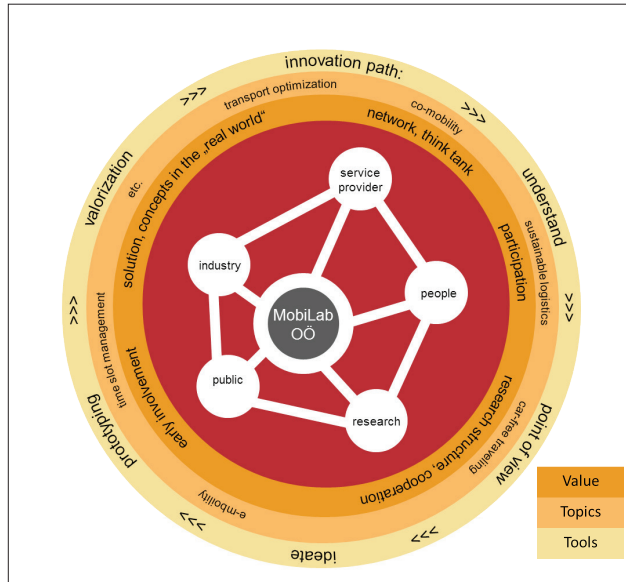 innovation path:
>>>
understand
>>>
point of view
>>>
ideate
>>>
prototyping
>>>
valorization
>>>
transport optimization
co-mobility
sustainable logistics
car-free traveling
e-mboility
time slot management
etc.
solution, concepts in the „real world“
network, think tank
participation
research structure, cooperation
early involvement
service
provider
industry
people
MobiLab
OÖ
public
research
Value
Topics
Tools